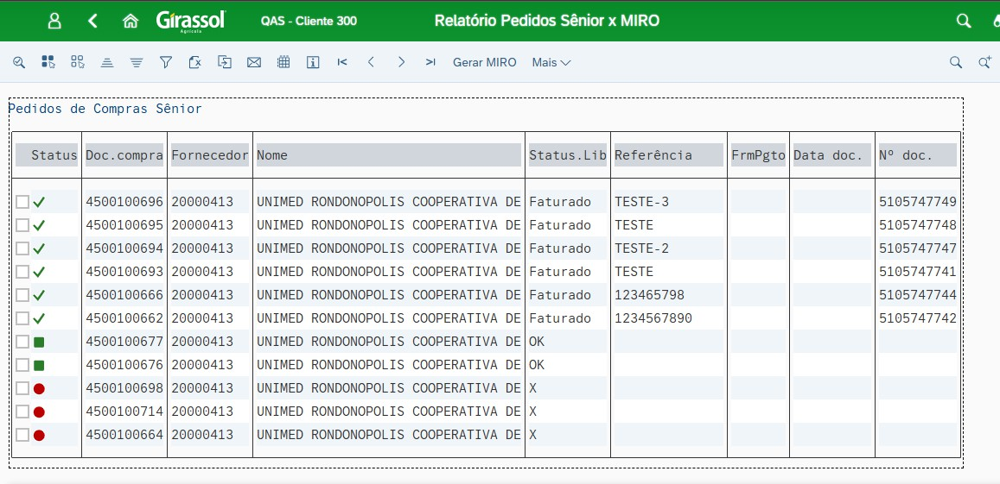 Girassol
Agrícola
QAS - Cliente 300
Relatório Pedidos Sênior x MIRO
Gerar MIRO
Mais
Pedidos de Compras Sênior
Status Doc.compra Fornecedor Nome Status.Lib Referência FrmPgto Data doc. Nº doc.
4500100696 20000413 UNIMED RONDONOPOLIS COOPERATIVA DE Faturado TESTE-3 5105747749
4500100695 20000413 UNIMED RONDONOPOLIS COOPERATIVA DE Faturado TESTE 5105747748
4500100694 20000413 UNIMED RONDONOPOLIS COOPERATIVA DE Faturado TESTE-2 5105747747
4500100693 20000413 UNIMED RONDONOPOLIS COOPERATIVA DE Faturado TESTE 5105747741
4500100666 20000413 UNIMED RONDONOPOLIS COOPERATIVA DE Faturado 123465798 5105747744
4500100662 20000413 UNIMED RONDONOPOLIS COOPERATIVA DE Faturado 1234567890 5105747742
4500100677 20000413 UNIMED RONDONOPOLIS COOPERATIVA DE OK
4500100676 20000413 UNIMED RONDONOPOLIS COOPERATIVA DE OK
4500100698 20000413 UNIMED RONDONOPOLIS COOPERATIVA DE X
4500100714 20000413 UNIMED RONDONOPOLIS COOPERATIVA DE X
4500100664 20000413 UNIMED RONDONOPOLIS COOPERATIVA DE X